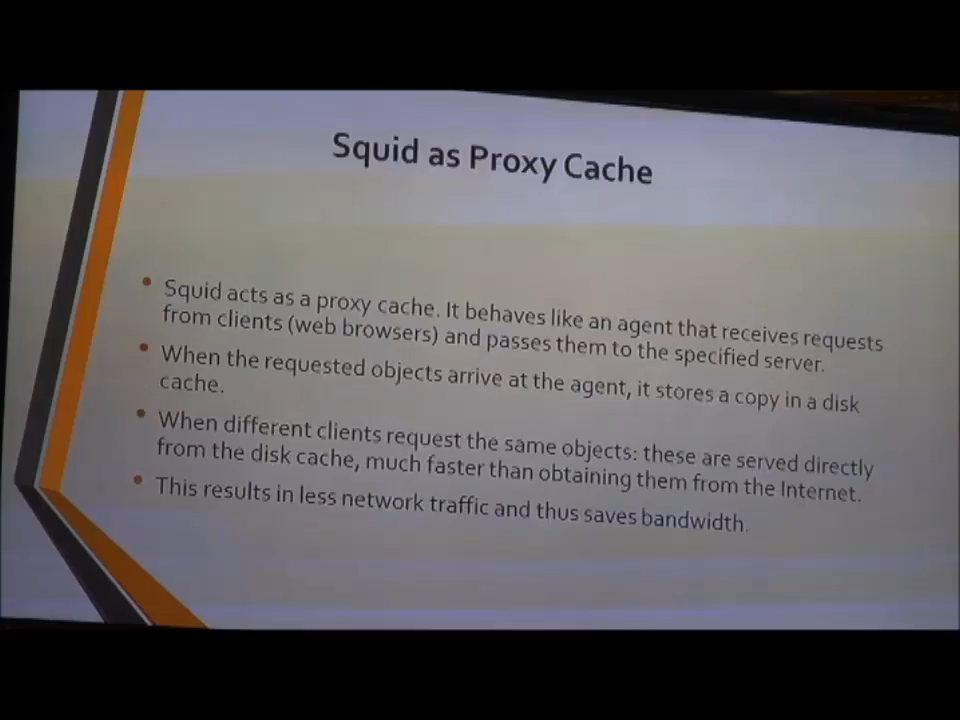 Squid as Proxy Cache
• Squid acts as a proxy cache. It behaves like an agent that receives requests
from clients (web browsers) and passes them to the specified server.
• When the requested objects arrive at the agent, it stores a copy in a disk
cache.
• When different clients request the same objects: these are served directly
from the disk cache, much faster than obtaining them from the Internet.
• This results in less network traffic and thus saves bandwidth.